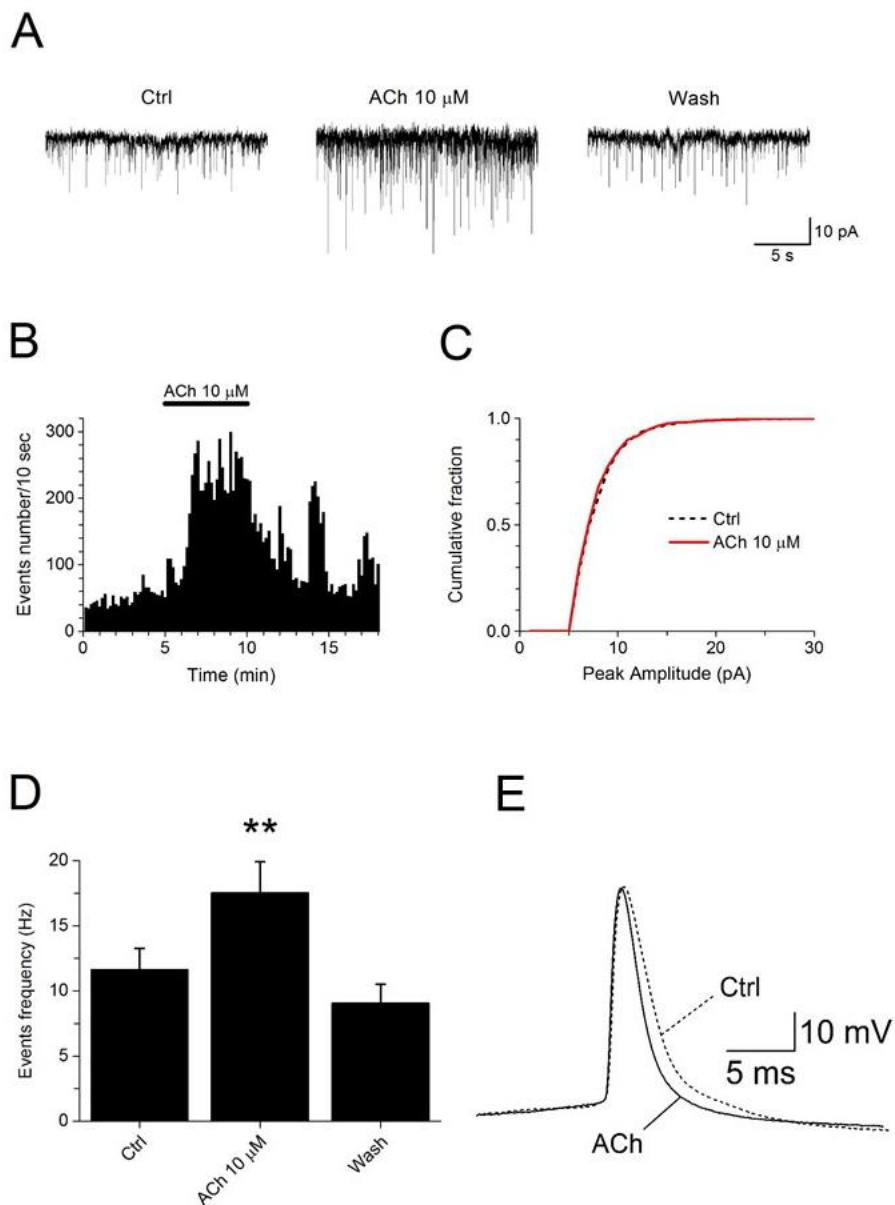 A
Ctrl
ACh 10 μM
Wash
10 pA
5 s
B
C
ACh 10 μM
300
200
100
0
Events number/10 sec
0 5 10 15
Time (min)
1.0
0.5
0.0
Cumulative fraction
Ctrl
ACh 10 μM
0 10 20 30
Peak Amplitude (pA)
D
E
**
20
15
10
5
0
Events frequency (Hz)
Ctrl
ACh 10 μM
Wash
Ctrl
10 mV
5 ms
ACh